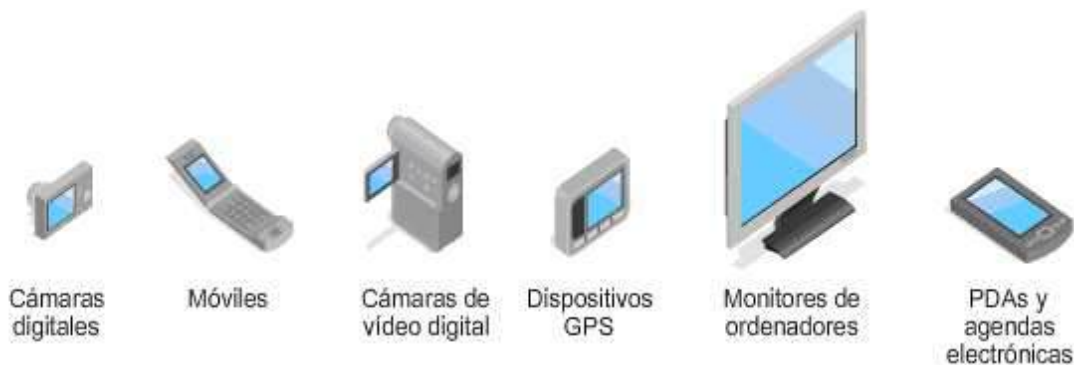 Cámaras
digitales
Móviles
Cámaras de
vídeo digital
Dispositivos
GPS
Monitores de
ordenadores
PDAs y
agendas
electrónicas